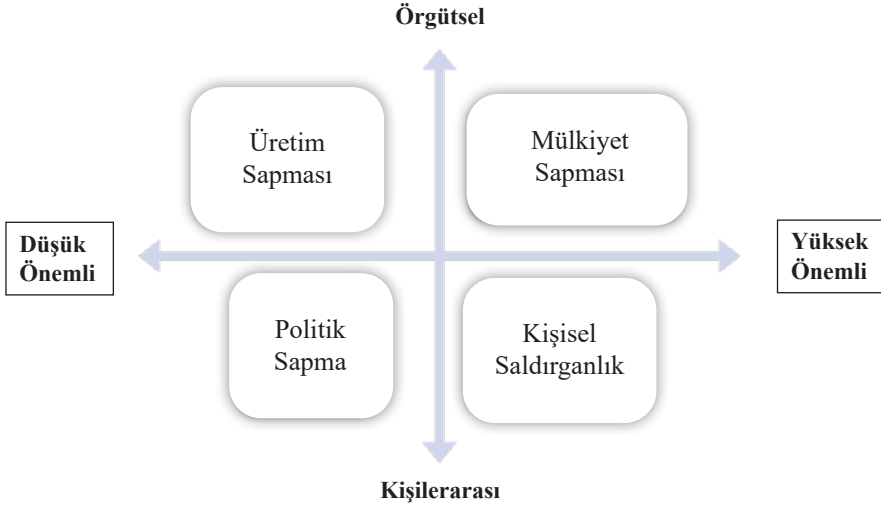 Örgütsel
Üretim
Sapması
Mülkiyet
Sapması
Düşük
Önemli
Yüksek
Önemli
Politik
Sapma
Kişisel
Saldırganlık
Kişilerarası